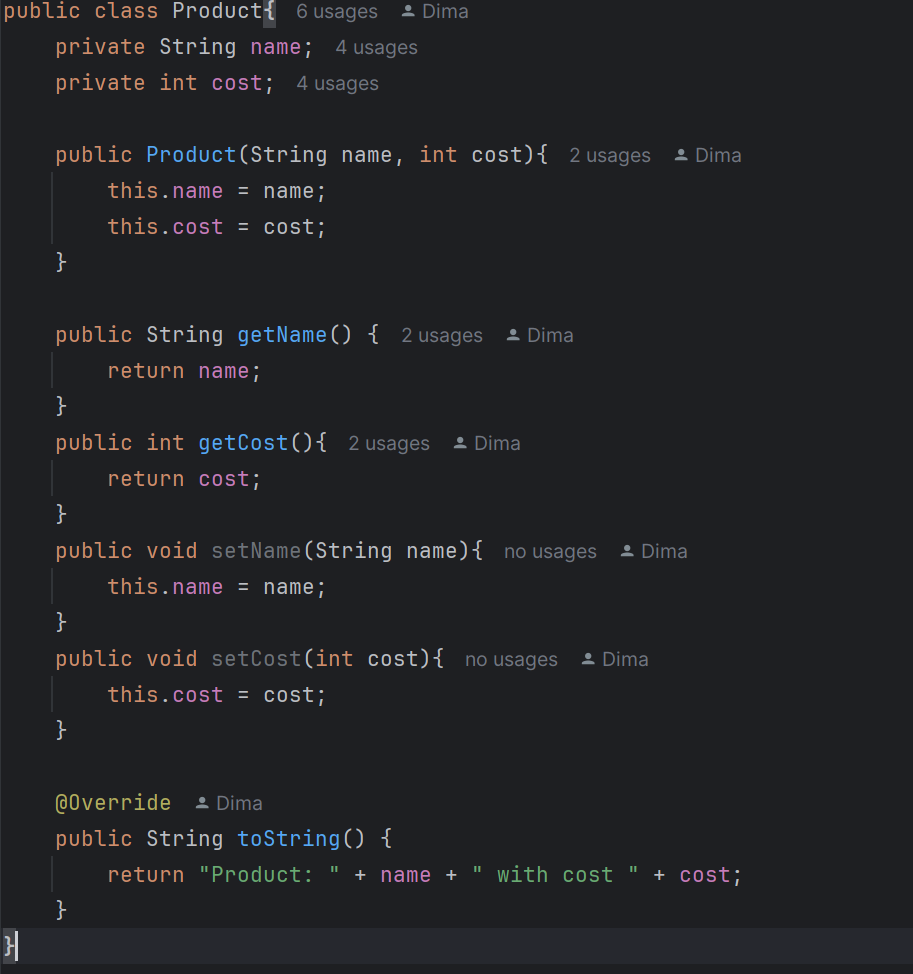 public class Product{ 6 usages Dima
    private String name; 4 usages
    private int cost; 4 usages

    public Product(String name, int cost){ 2 usages Dima
        this.name = name;
        this.cost = cost;
    }

    public String getName() { 2 usages Dima
        return name;
    }
    public int getCost(){ 2 usages Dima
        return cost;
    }
    public void setName(String name){ no usages Dima
        this.name = name;
    }
    public void setCost(int cost){ no usages Dima
        this.cost = cost;
    }

    @Override Dima
    public String toString() {
        return "Product: " + name + " with cost " + cost;
    }
}